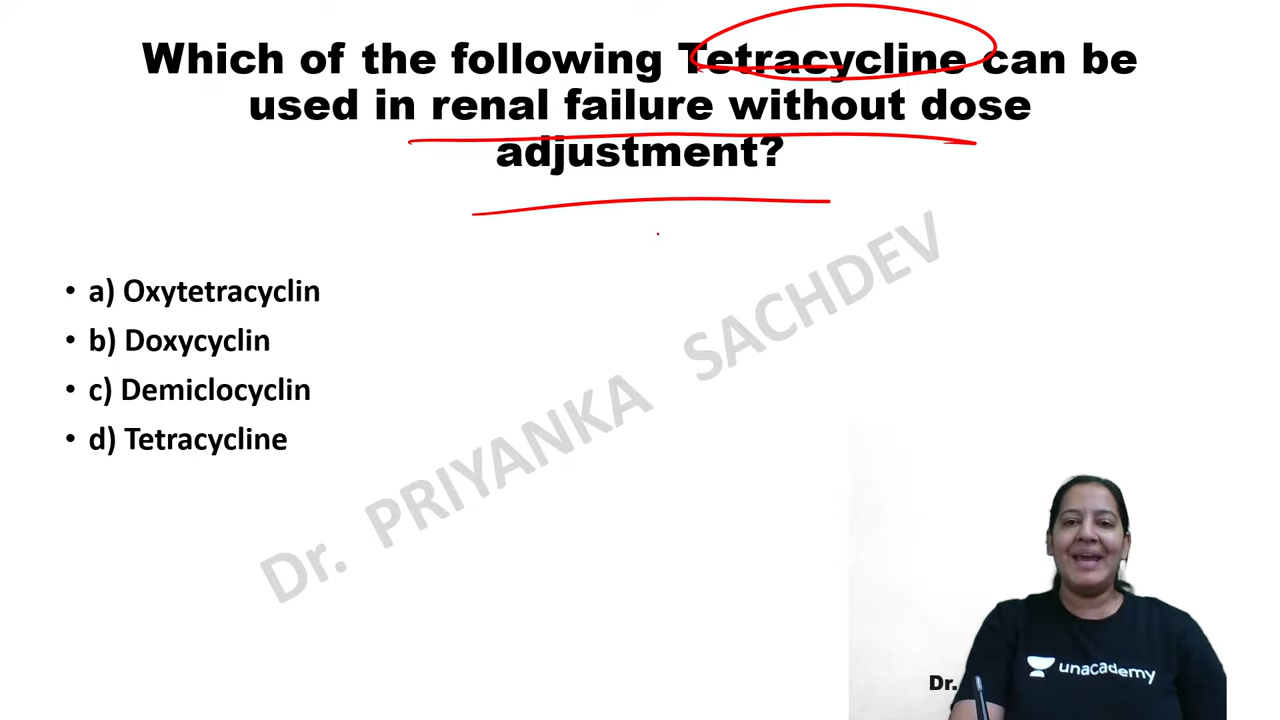 Which of the following Tetracycline can be
used in renal failure without dose
adjustment?
• a) Oxytetracyclin
• b) Doxycyclin
• c) Demiclocyclin
• d) Tetracycline
Dr. PRIYANKA SACHDEV
unacademy
Dr.